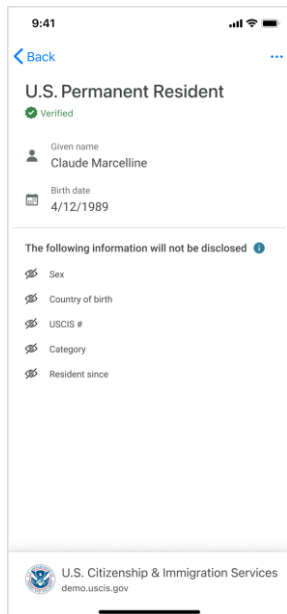 9:41
Back
...
U.S. Permanent Resident
Verified
Given name
Claude Marcelline
Birth date
4/12/1989
The following information will not be disclosed
Sex
Country of birth
USCIS #
Category
Resident since
U.S. Citizenship & Immigration Services
demo.uscis.gov